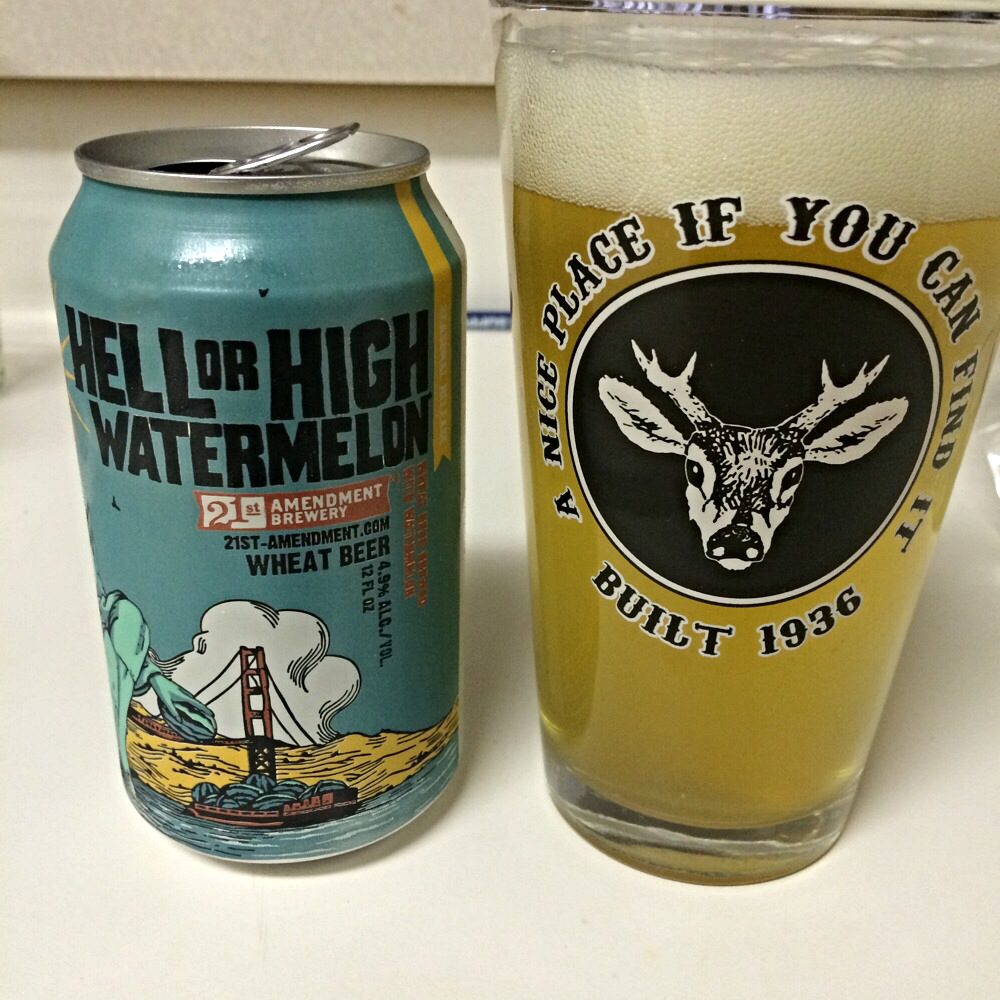 HELL OR HIGH
WATERMELON
21st AMENDMENT
BREWERY
21ST-AMENDMENT.COM
WHEAT BEER
4.9% ALC./VOL.
12 FL OZ
A NICE PLACE IF YOU CAN FIND IT
BUILT 1936